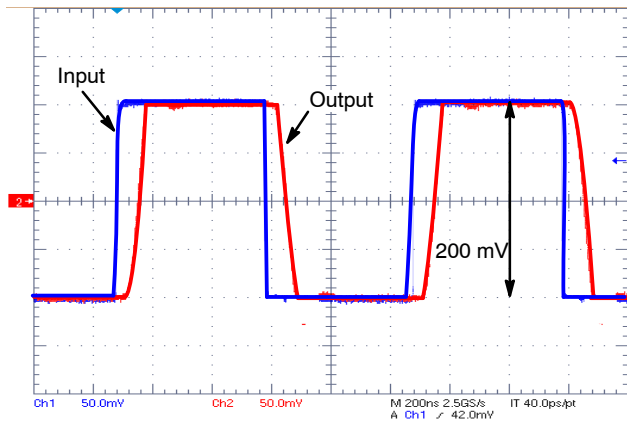 Input
Output
2
200 mV
Ch1 50.0mV Ch2 50.0mV M 200ns 2.5GS/s IT 40.0ps/pt
A Ch1 ∕ 42.0mV